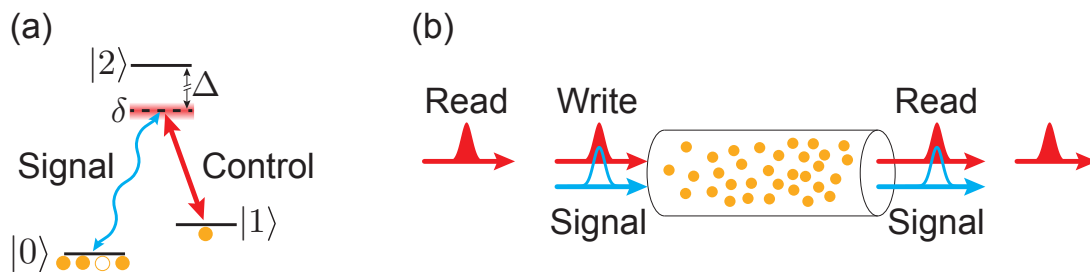 (a)
|2⟩
Δ
δ
Signal
Control
|1⟩
|0⟩
(b)
Read
Write
Read
Signal
Signal